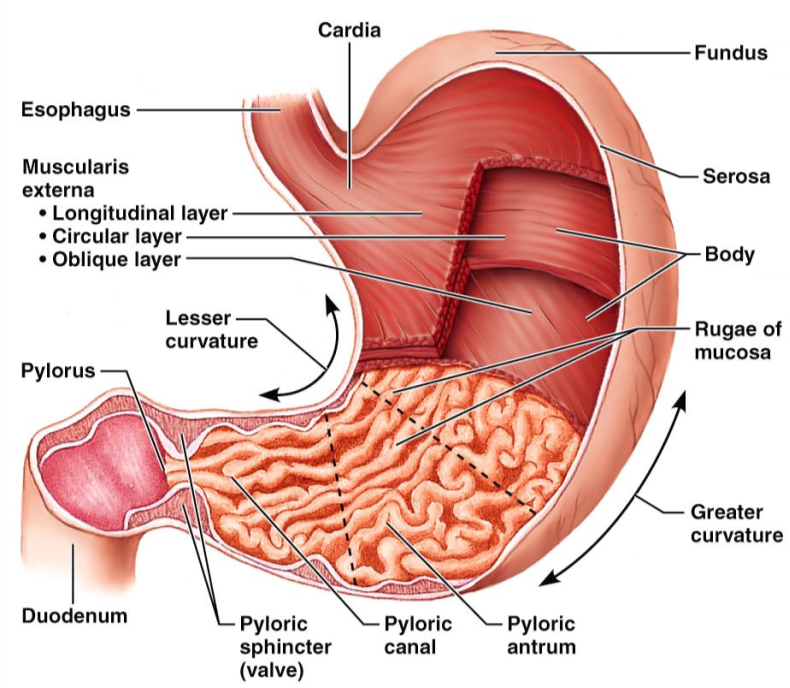 Cardia
Fundus
Esophagus
Muscularis
externa
• Longitudinal layer
• Circular layer
• Oblique layer
Serosa
Body
Lesser
curvature
Rugae of
mucosa
Pylorus
Greater
curvature
Duodenum
Pyloric
sphincter
(valve)
Pyloric
canal
Pyloric
antrum